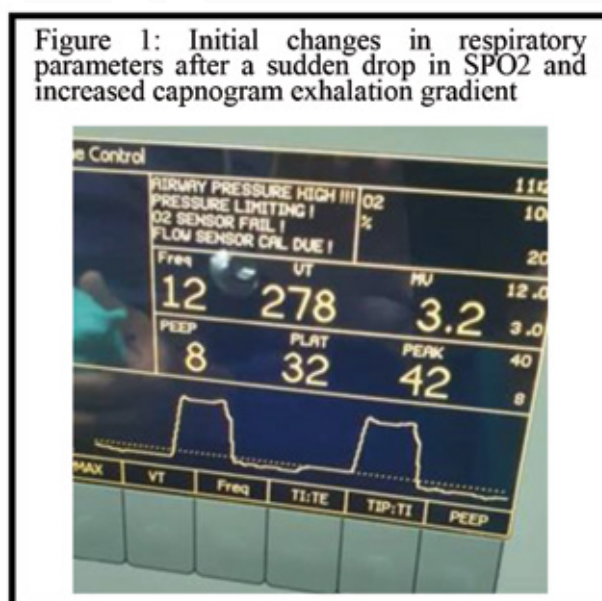 Figure 1: Initial changes in respiratory
parameters after a sudden drop in SPO2 and
increased capnogram exhalation gradient
e Control
AIRWAY PRESSURE HIGH !!!
PRESSURE LIMITING !
O2 SENSOR FAIL !
FLOW SENSOR CAL DUE !
O2
%
11:2
10
20
Freq
VT
MV
12
278
3.2
12.0
3.0
PEEP
PLAT
PEAK
8
32
42
40
8
MAX
VT
Freq
TI:TE
TIP:TI
PEEP